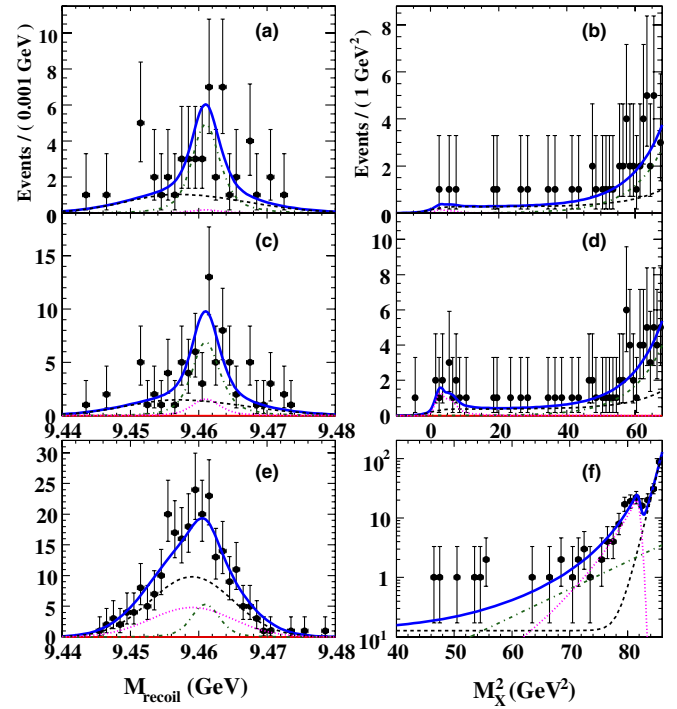 Events / ( 0.001 GeV )
Events / ( 1 GeV²)
(a)
10
8
6
4
2
0
(b)
8
6
4
2
0
(c)
15
10
5
0
9.44 9.45 9.46 9.47 9.48
(d)
10
8
6
4
2
0
0 20 40 60
(e)
30
25
20
15
10
5
0
9.44 9.45 9.46 9.47 9.48
M_recoil (GeV)
(f)
10²
10
1
10⁻¹
40 50 60 70 80
M_X² (GeV²)